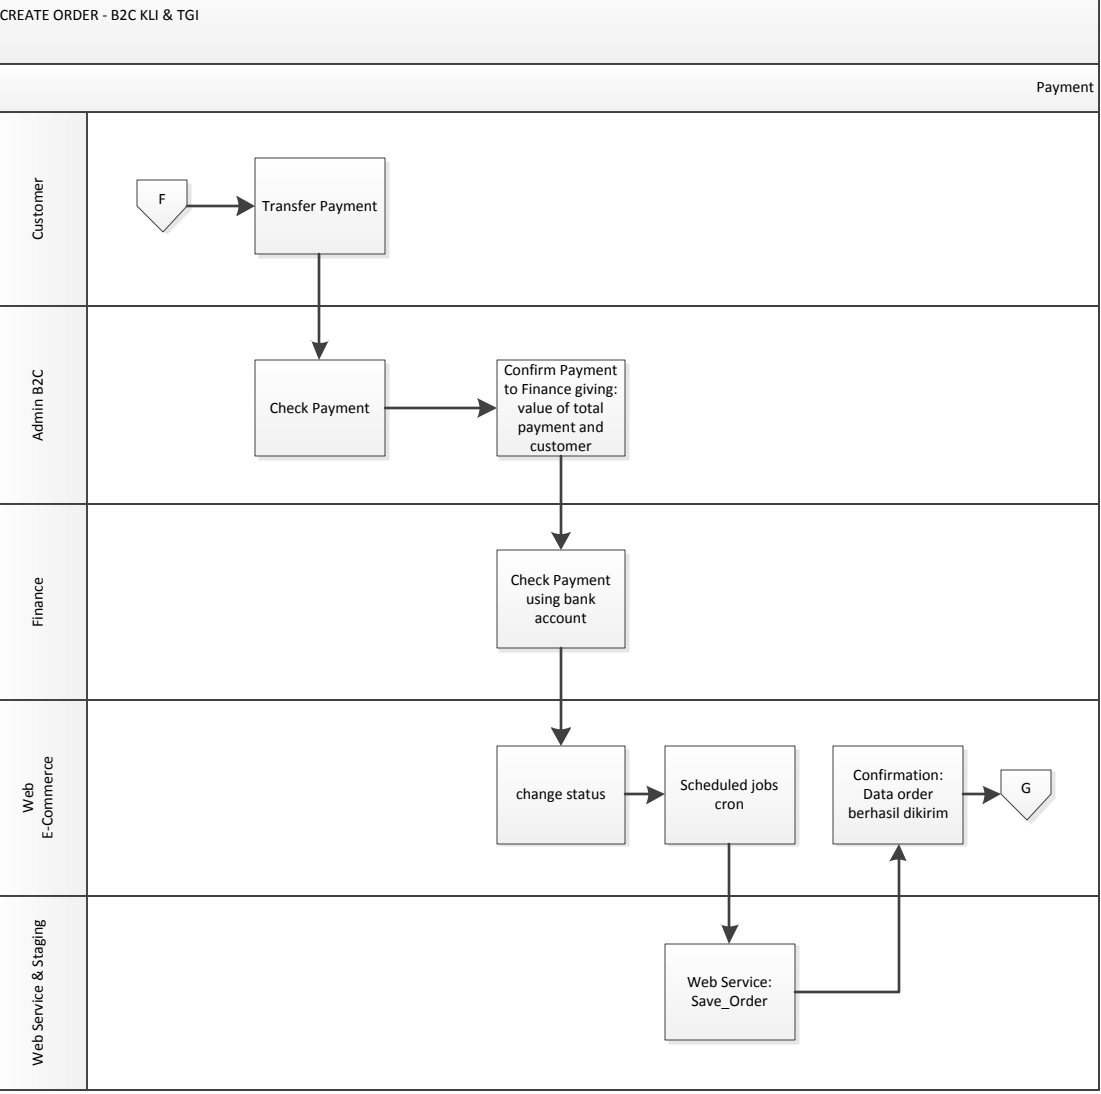 CREATE ORDER - B2C KLI & TGI
Payment
Customer
F
Transfer Payment
Admin B2C
Check Payment
Confirm Payment
to Finance giving:
value of total
payment and
customer
Finance
Check Payment
using bank
account
Web
E-Commerce
change status
Scheduled jobs
cron
Confirmation:
Data order
berhasil dikirim
G
Web Service & Staging
Web Service:
Save_Order